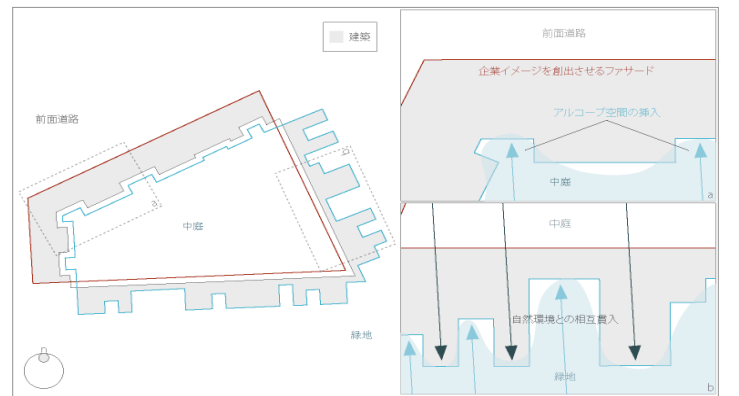 建築
前面道路
a
b
中庭
緑地
n
前面道路
企業イメージを創出させるファサード
アルコーブ空間の挿入
中庭
a
中庭
自然環境との相互貫入
緑地
b